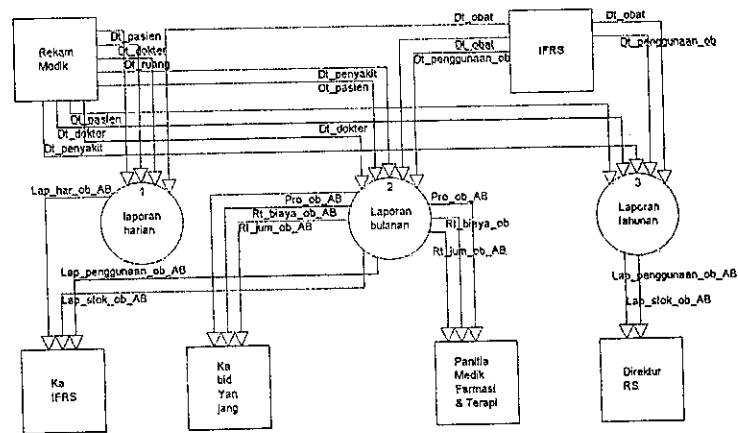 Rekam
Medik
Dt_pasien
Dt_dokter
Dt_ruang
Dt_penyakit
Dt_pasien
Dt_obat
Dt_obat
Dt_penggunaan_ob
IFRS
Dt_obat
Dt_penggunaan_ob
Dt_pasien
Dt_dokter
Dt_penyakit
Dt_dokter
1
laporan
harian
2
Laporan
bulanan
3
Laporan
tahunan
Lap_har_ob_AB
Pro_ob_AB
Rt_biaya_ob_AB
Rt_jum_ob_AB
Pro_ob_AB
Rt_biaya_ob
Rt_jum_ob_AB
Lap_penggunaan_ob_AB
Lap_stok_ob_AB
Lap_penggunaan_ob_AB
Lap_stok_ob_AB
Ka
IFRS
Ka
bid
Yan
jang
Panitia
Medik
Farmasi
& Terapi
Direktur
RS